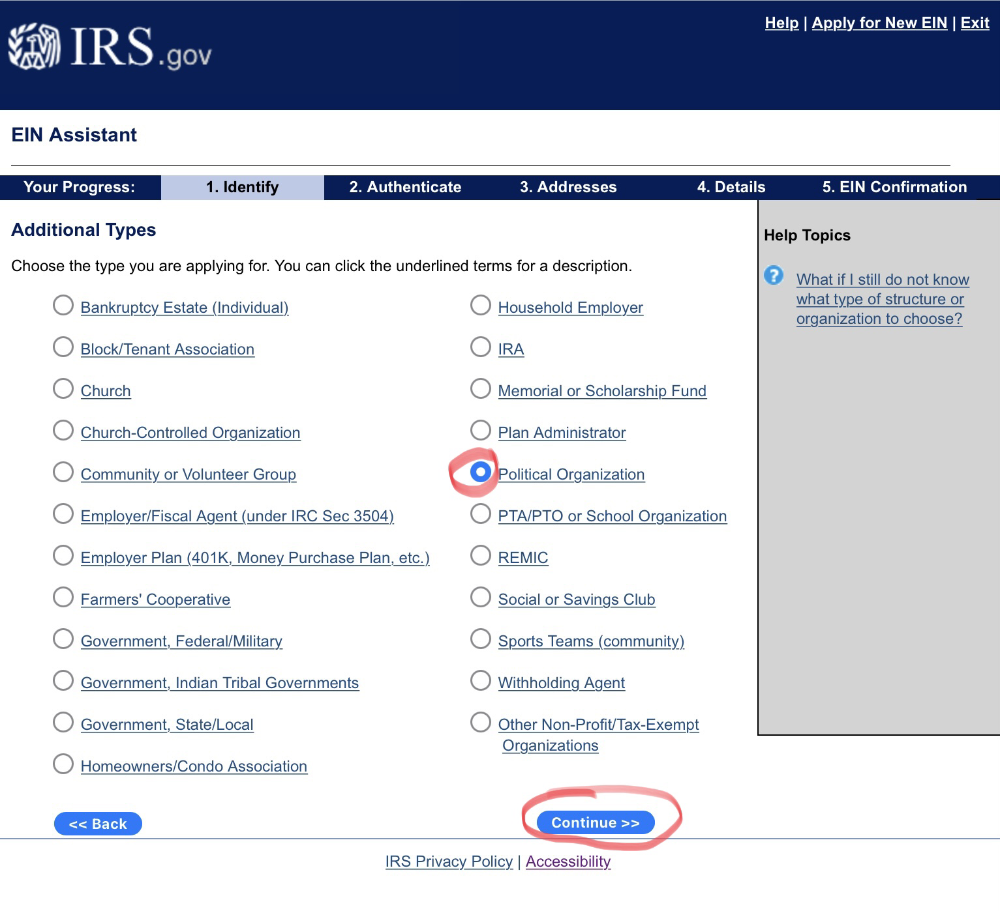 Help | Apply for New EIN | Exit
IRS.gov
EIN Assistant
Your Progress: 1. Identify 2. Authenticate 3. Addresses 4. Details 5. EIN Confirmation
Additional Types
Choose the type you are applying for. You can click the underlined terms for a description.
Bankruptcy Estate (Individual)
Block/Tenant Association
Church
Church-Controlled Organization
Community or Volunteer Group
Employer/Fiscal Agent (under IRC Sec 3504)
Employer Plan (401K, Money Purchase Plan, etc.)
Farmers' Cooperative
Government, Federal/Military
Government, Indian Tribal Governments
Government, State/Local
Homeowners/Condo Association
Household Employer
IRA
Memorial or Scholarship Fund
Plan Administrator
Political Organization
PTA/PTO or School Organization
REMIC
Social or Savings Club
Sports Teams (community)
Withholding Agent
Other Non-Profit/Tax-Exempt
Organizations
Help Topics
?
What if I still do not know
what type of structure or
organization to choose?
<< Back
Continue >>
IRS Privacy Policy | Accessibility